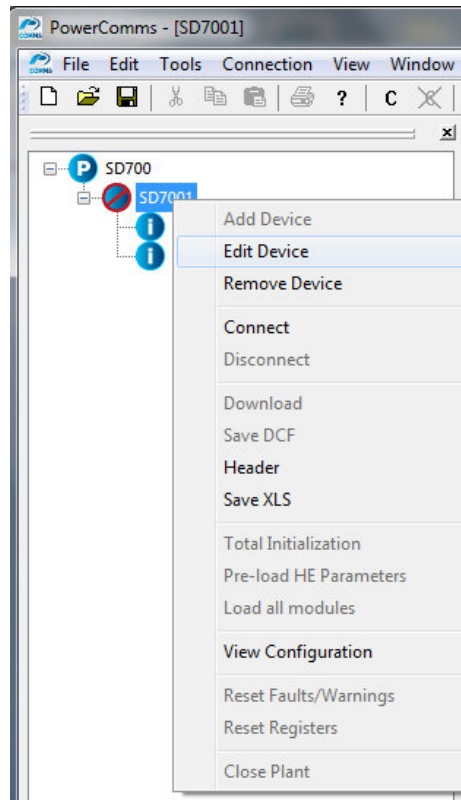 PowerComms - [SD7001]
File Edit Tools Connection View Window
? C
P SD700
SD7001
i
i
Add Device
Edit Device
Remove Device
Connect
Disconnect
Download
Save DCF
Header
Save XLS
Total Initialization
Pre-load HE Parameters
Load all modules
View Configuration
Reset Faults/Warnings
Reset Registers
Close Plant